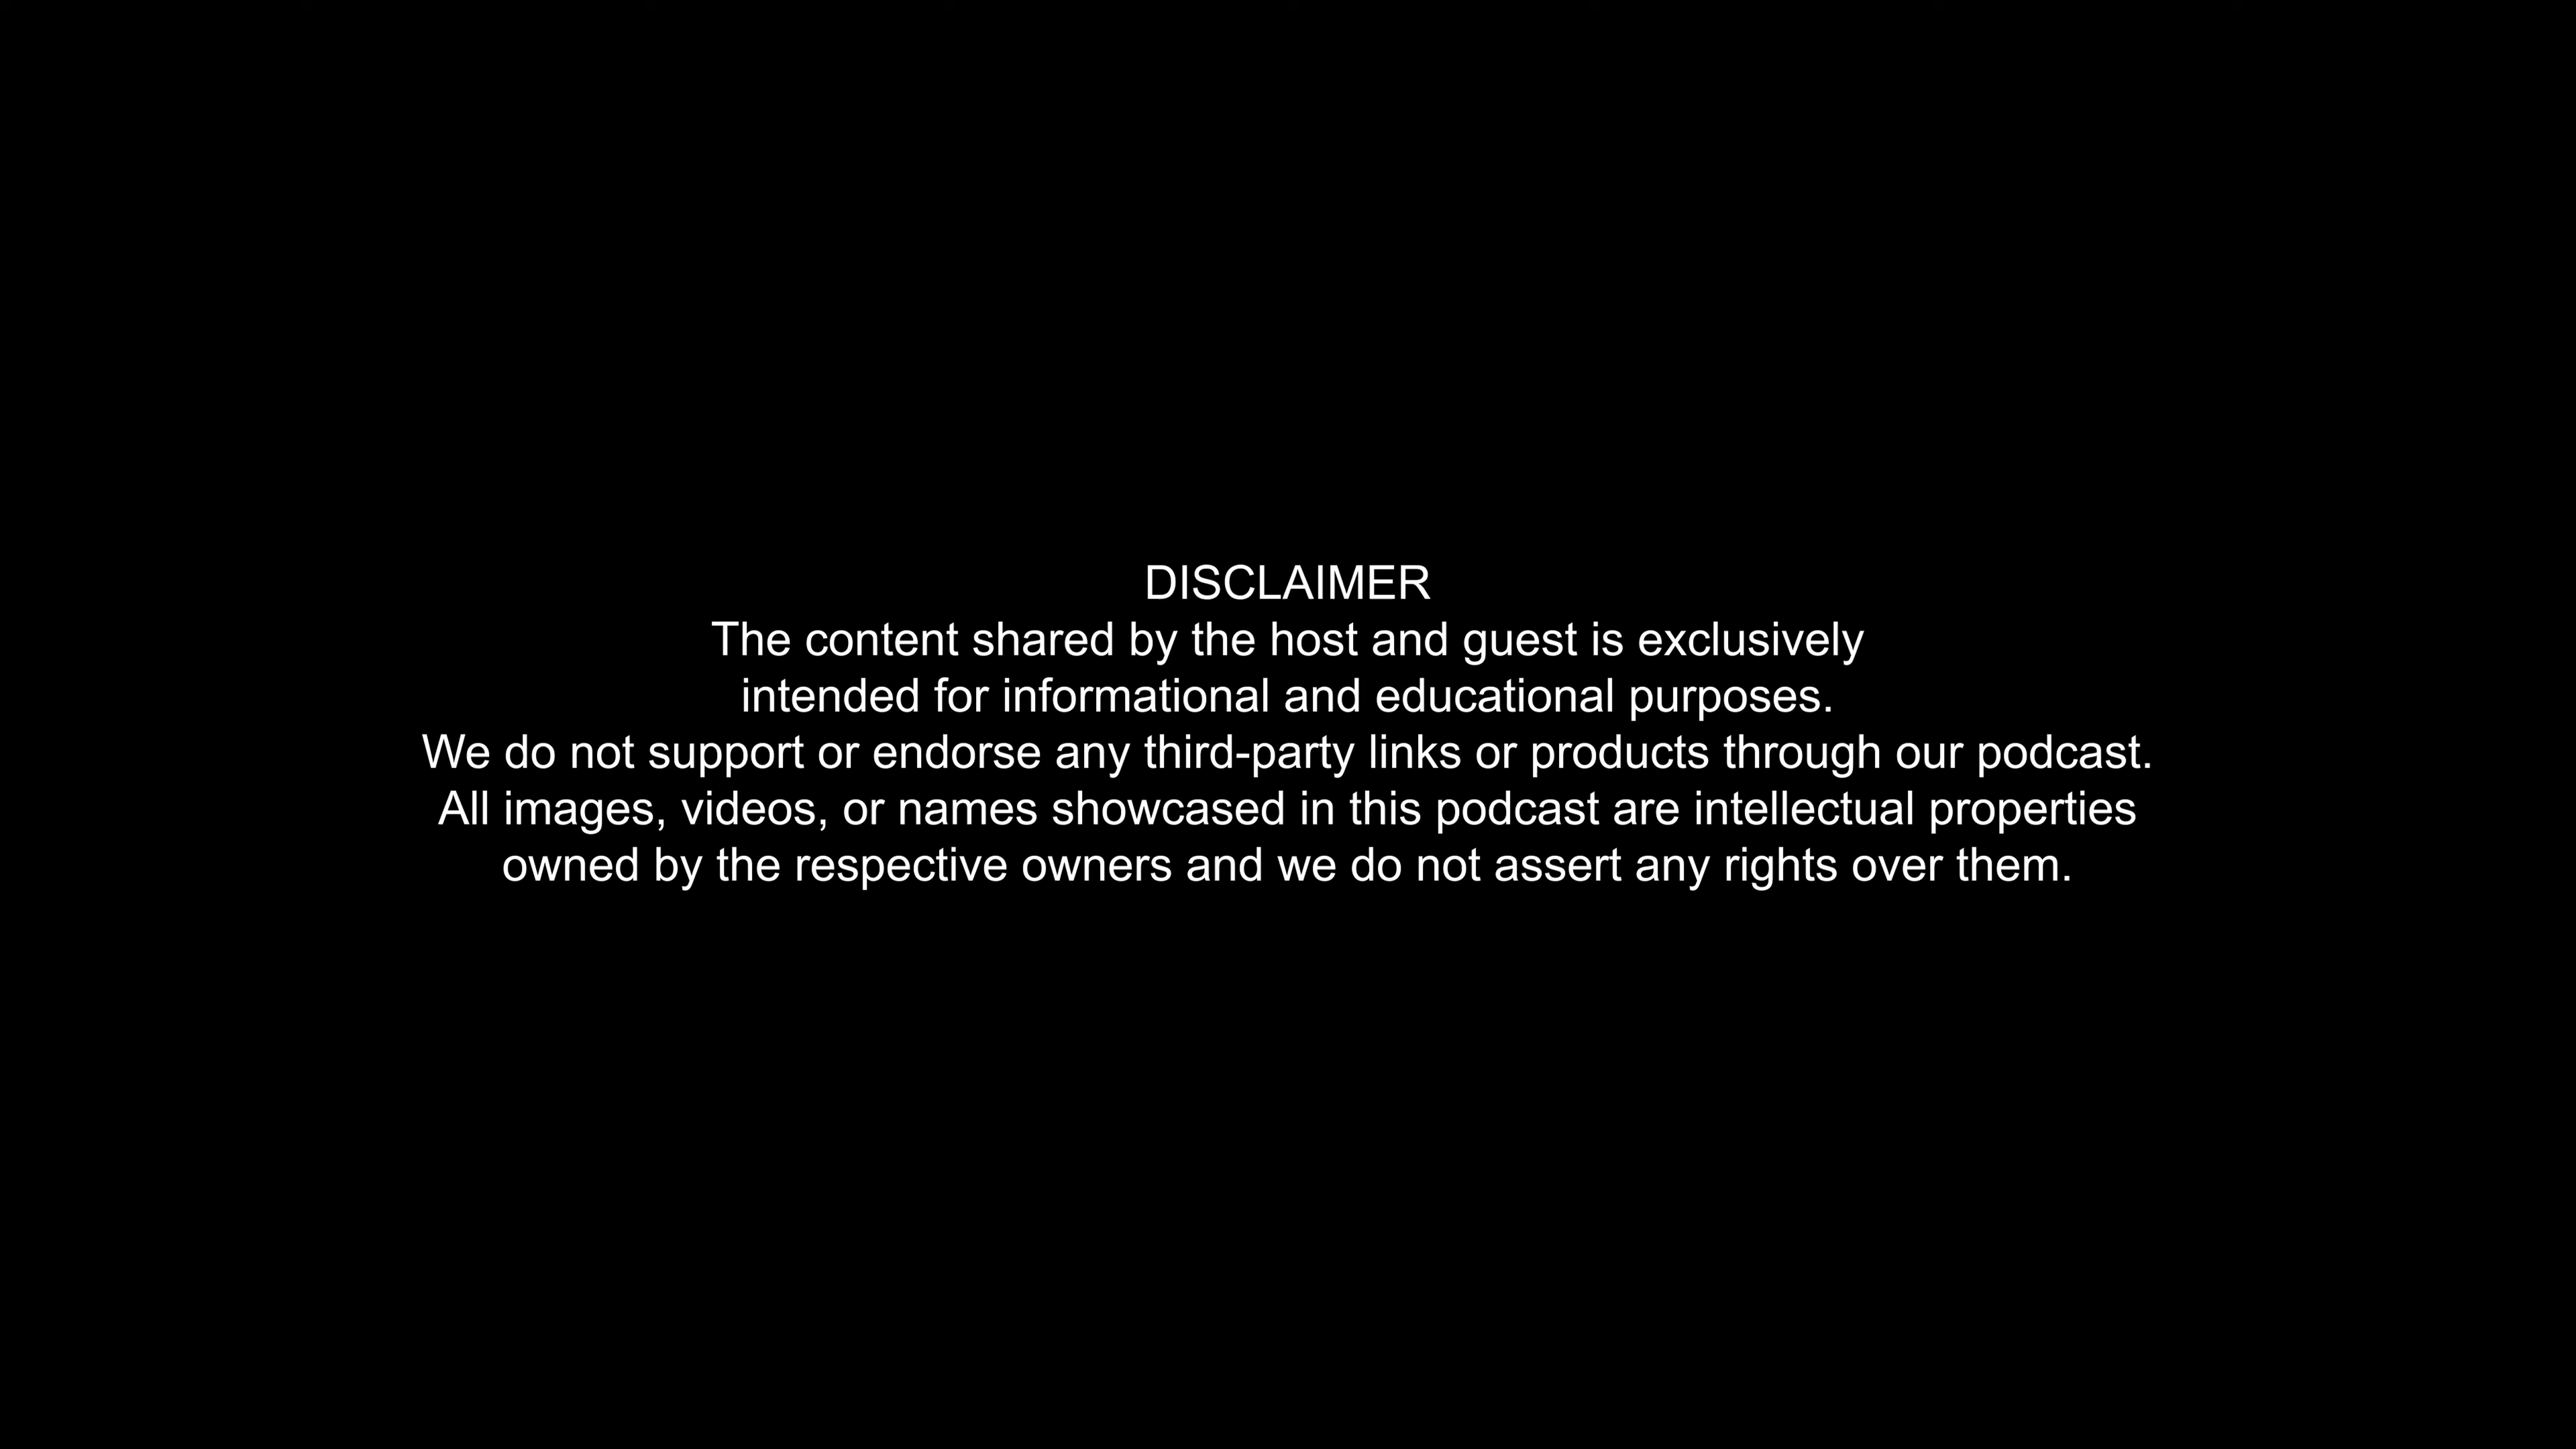 DISCLAIMER
The content shared by the host and guest is exclusively
intended for informational and educational purposes.
We do not support or endorse any third-party links or products through our podcast.
All images, videos, or names showcased in this podcast are intellectual properties
owned by the respective owners and we do not assert any rights over them.